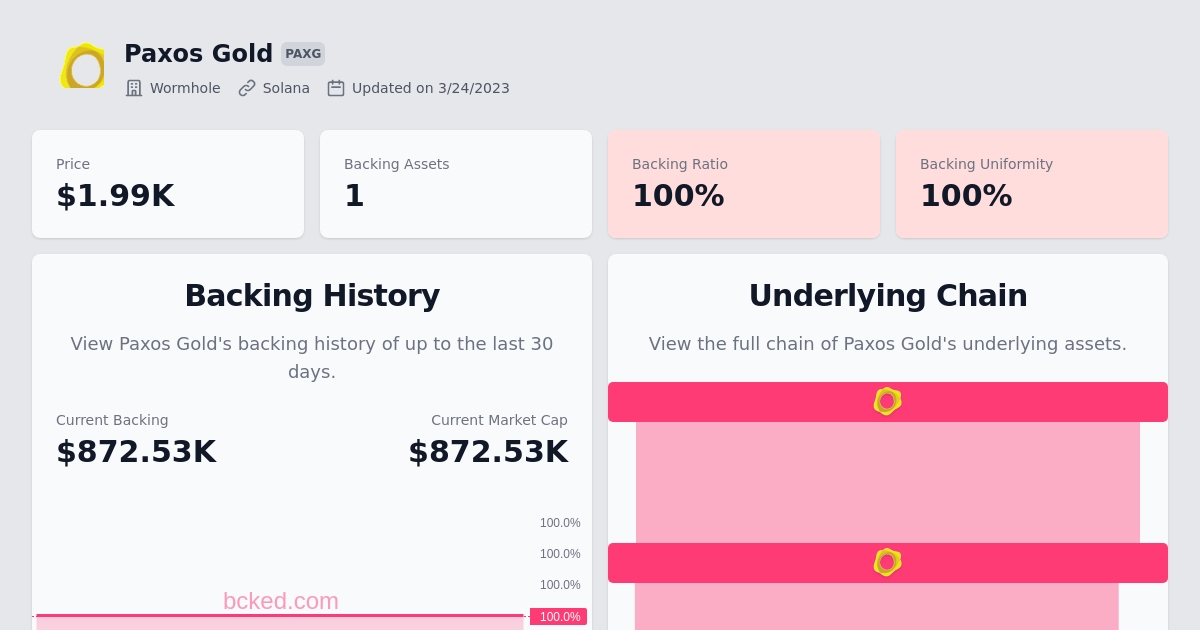 Paxos Gold PAXG
Wormhole Solana Updated on 3/24/2023
Price
$1.99K
Backing Assets
1
Backing Ratio
100%
Backing Uniformity
100%
Backing History
View Paxos Gold's backing history of up to the last 30
days.
Current Backing
$872.53K
Current Market Cap
$872.53K
100.0%
100.0%
100.0%
bcked.com
100.0%
Underlying Chain
View the full chain of Paxos Gold's underlying assets.